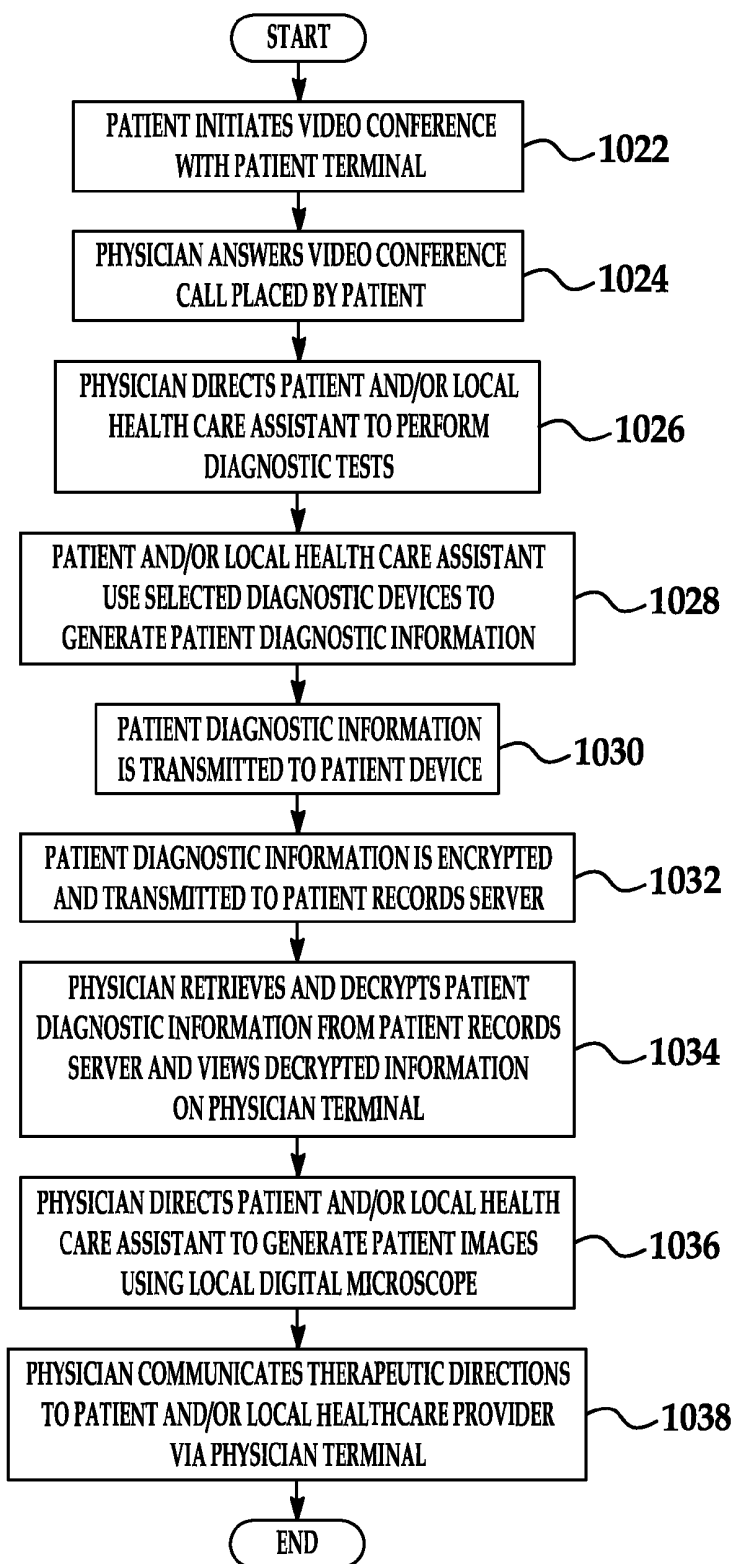 START
PATIENT INITIATES VIDEO CONFERENCE
WITH PATIENT TERMINAL
1022
PHYSICIAN ANSWERS VIDEO CONFERENCE
CALL PLACED BY PATIENT
1024
PHYSICIAN DIRECTS PATIENT AND/OR LOCAL
HEALTH CARE ASSISTANT TO PERFORM
DIAGNOSTIC TESTS
1026
PATIENT AND/OR LOCAL HEALTH CARE ASSISTANT
USE SELECTED DIAGNOSTIC DEVICES TO
GENERATE PATIENT DIAGNOSTIC INFORMATION
1028
PATIENT DIAGNOSTIC INFORMATION
IS TRANSMITTED TO PATIENT DEVICE
1030
PATIENT DIAGNOSTIC INFORMATION IS ENCRYPTED
AND TRANSMITTED TO PATIENT RECORDS SERVER
1032
PHYSICIAN RETRIEVES AND DECRYPTS PATIENT
DIAGNOSTIC INFORMATION FROM PATIENT RECORDS
SERVER AND VIEWS DECRYPTED INFORMATION
ON PHYSICIAN TERMINAL
1034
PHYSICIAN DIRECTS PATIENT AND/OR LOCAL HEALTH
CARE ASSISTANT TO GENERATE PATIENT IMAGES
USING LOCAL DIGITAL MICROSCOPE
1036
PHYSICIAN COMMUNICATES THERAPEUTIC DIRECTIONS
TO PATIENT AND/OR LOCAL HEALTHCARE PROVIDER
VIA PHYSICIAN TERMINAL
1038
END